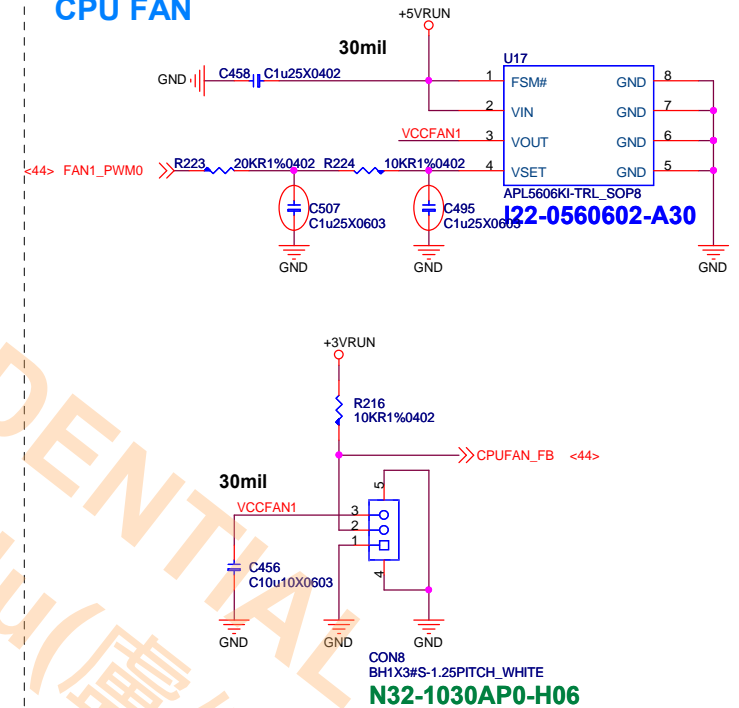 CPU FAN
+5VRUN
30mil
U17
GND C458 C1u25X0402
1 FSM# GND 8
2 VIN GND 7
VCCFAN1 3 VOUT GND 6
<44> FAN1_PWM0 R223 20KR1%0402 R224 10KR1%0402 4 VSET GND 5
APL5606KI-TRL_SOP8
I22-0560602-A30
C507
C1u25X0603
C495
C1u25X0603
GND
GND
GND
+3VRUN
R216
10KR1%0402
CPUFAN_FB <44>
30mil
5
VCCFAN1
3
2
1
4
C456
C10u10X0603
GND
GND
GND
CON8
BH1X3#S-1.25PITCH_WHITE
N32-1030AP0-H06
DENTIAL